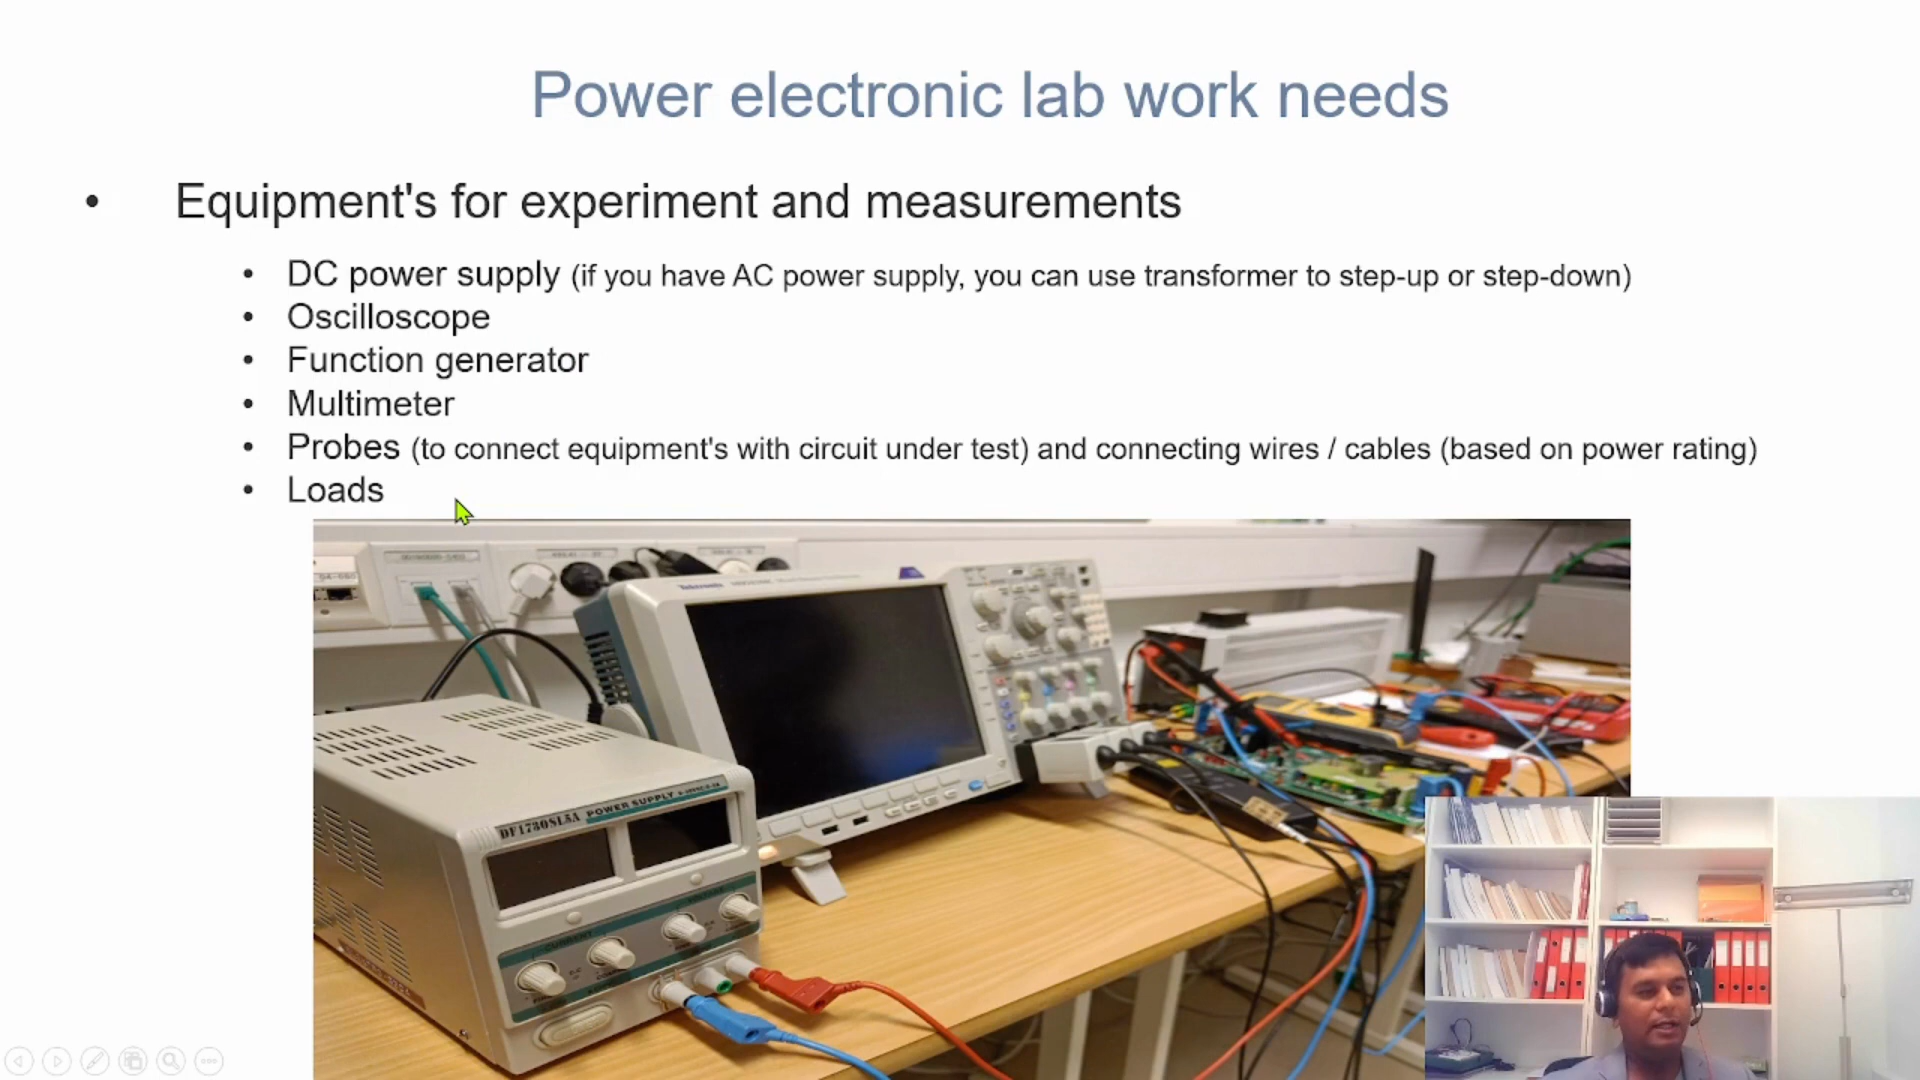 Power electronic lab work needs
• Equipment's for experiment and measurements
• DC power supply (if you have AC power supply, you can use transformer to step-up or step-down)
• Oscilloscope
• Function generator
• Multimeter
• Probes (to connect equipment's with circuit under test) and connecting wires / cables (based on power rating)
• Loads
Tektronix
DF1730SL5A POWER SUPPLY
CURRENT